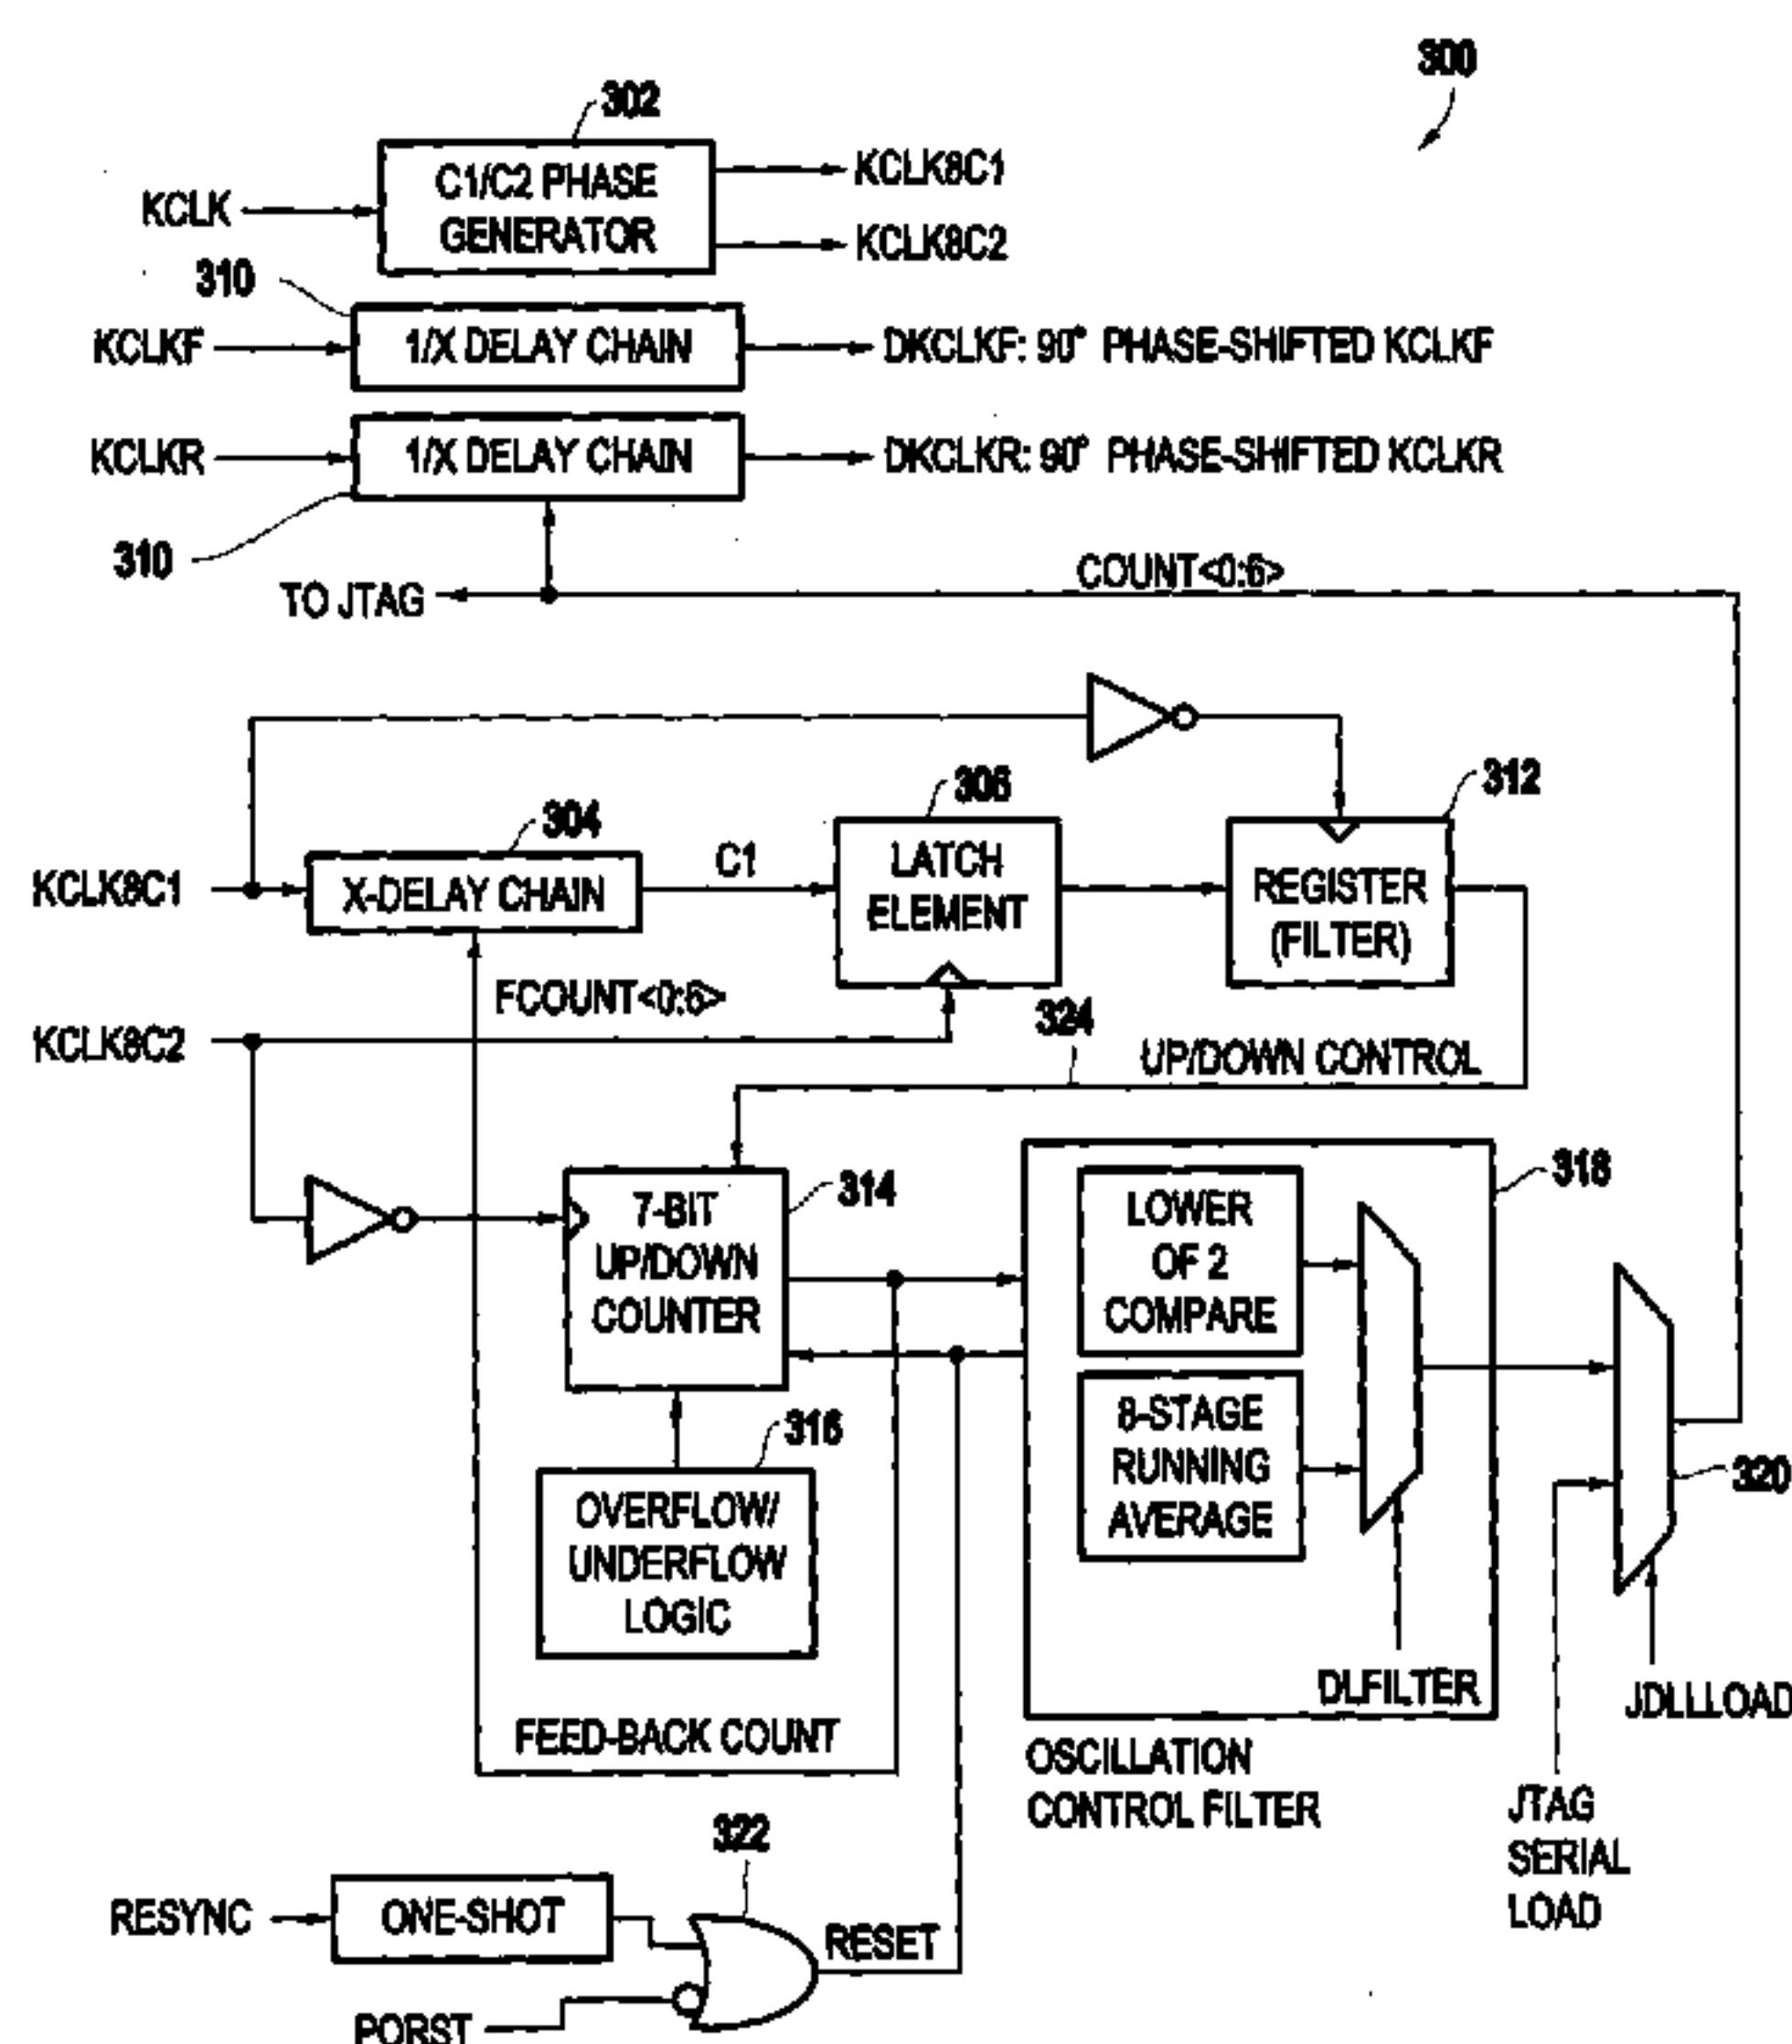 300
302
C1/C2 PHASE
GENERATOR
KCLK
KCLK8C1
KCLK8C2
310
KCLKF
1/X DELAY CHAIN
DKCLKF: 90° PHASE-SHIFTED KCLKF
KCLKR
1/X DELAY CHAIN
DKCLKR: 90° PHASE-SHIFTED KCLKR
310
TO JTAG
COUNT<0:6>
304
306
312
KCLK8C1
X-DELAY CHAIN
C1
LATCH
ELEMENT
REGISTER
(FILTER)
FCOUNT<0:6>
KCLK8C2
324
UP/DOWN CONTROL
314
7-BIT
UP/DOWN
COUNTER
318
LOWER
OF 2
COMPARE
316
OVERFLOW/
UNDERFLOW
LOGIC
8-STAGE
RUNNING
AVERAGE
320
DLFILTER
JDLLLOAD
FEED-BACK COUNT
OSCILLATION
CONTROL FILTER
JTAG
SERIAL
LOAD
322
RESYNC
ONE-SHOT
RESET
PORST